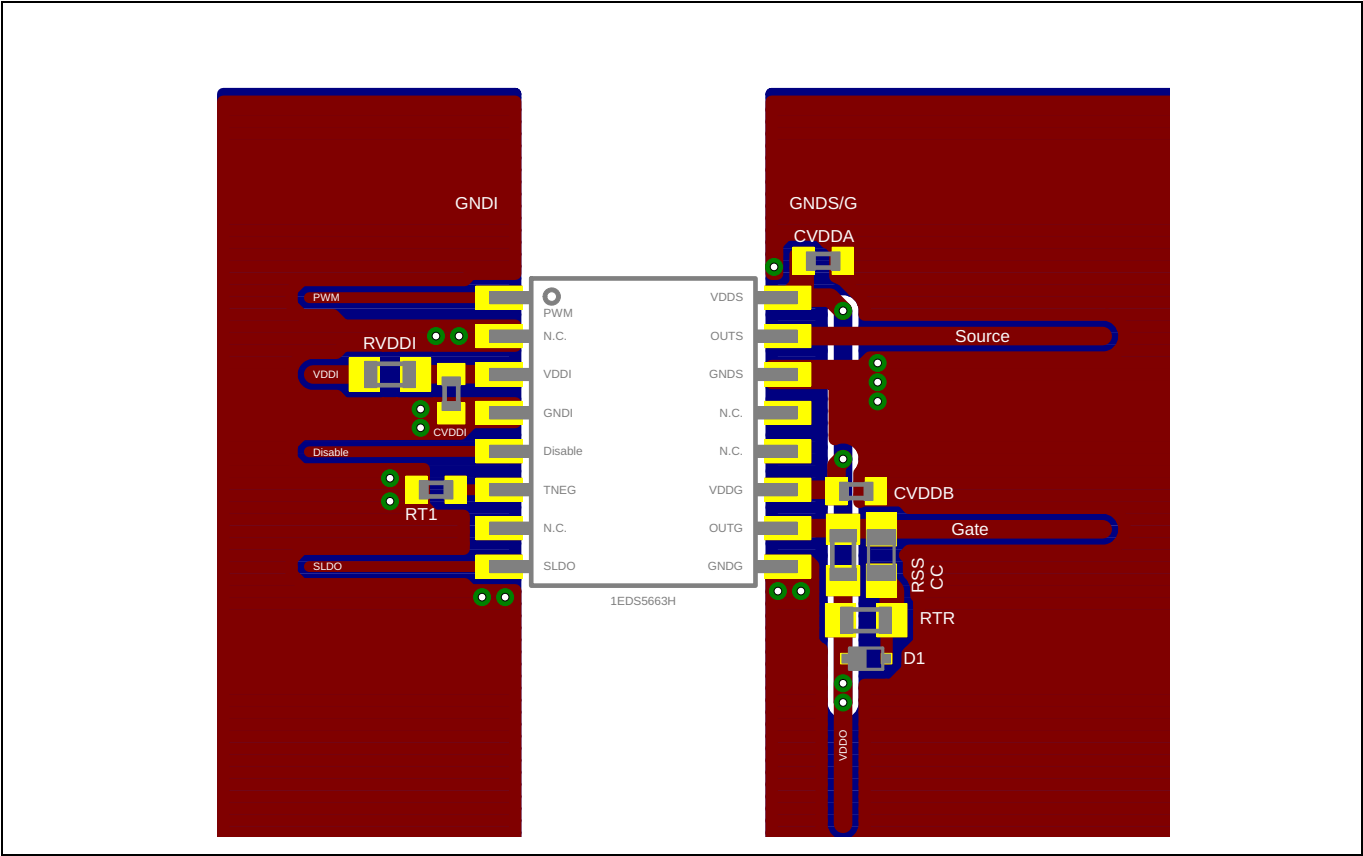 GNDI
GNDS/G
CVDDA
PWM
PWM
VDDS
N.C.
OUTS
Source
RVDDI
VDDI
VDDI
GNDS
CVDDI
GNDI
N.C.
Disable
Disable
N.C.
RT1
TNEG
VDDG
CVDDB
N.C.
OUTG
Gate
SLDO
SLDO
GNDG
RSS
CC
1EDS5663H
RTR
D1
VDDO